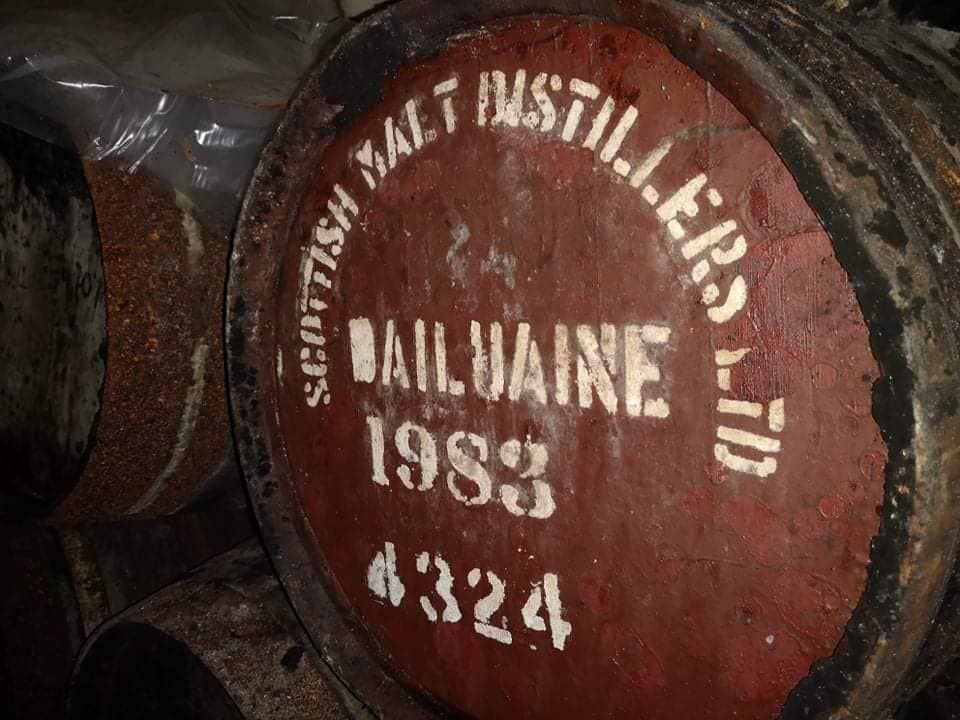 SCOTTISH MALT DISTILLERS LTD
DAILUAINE
1983
4324